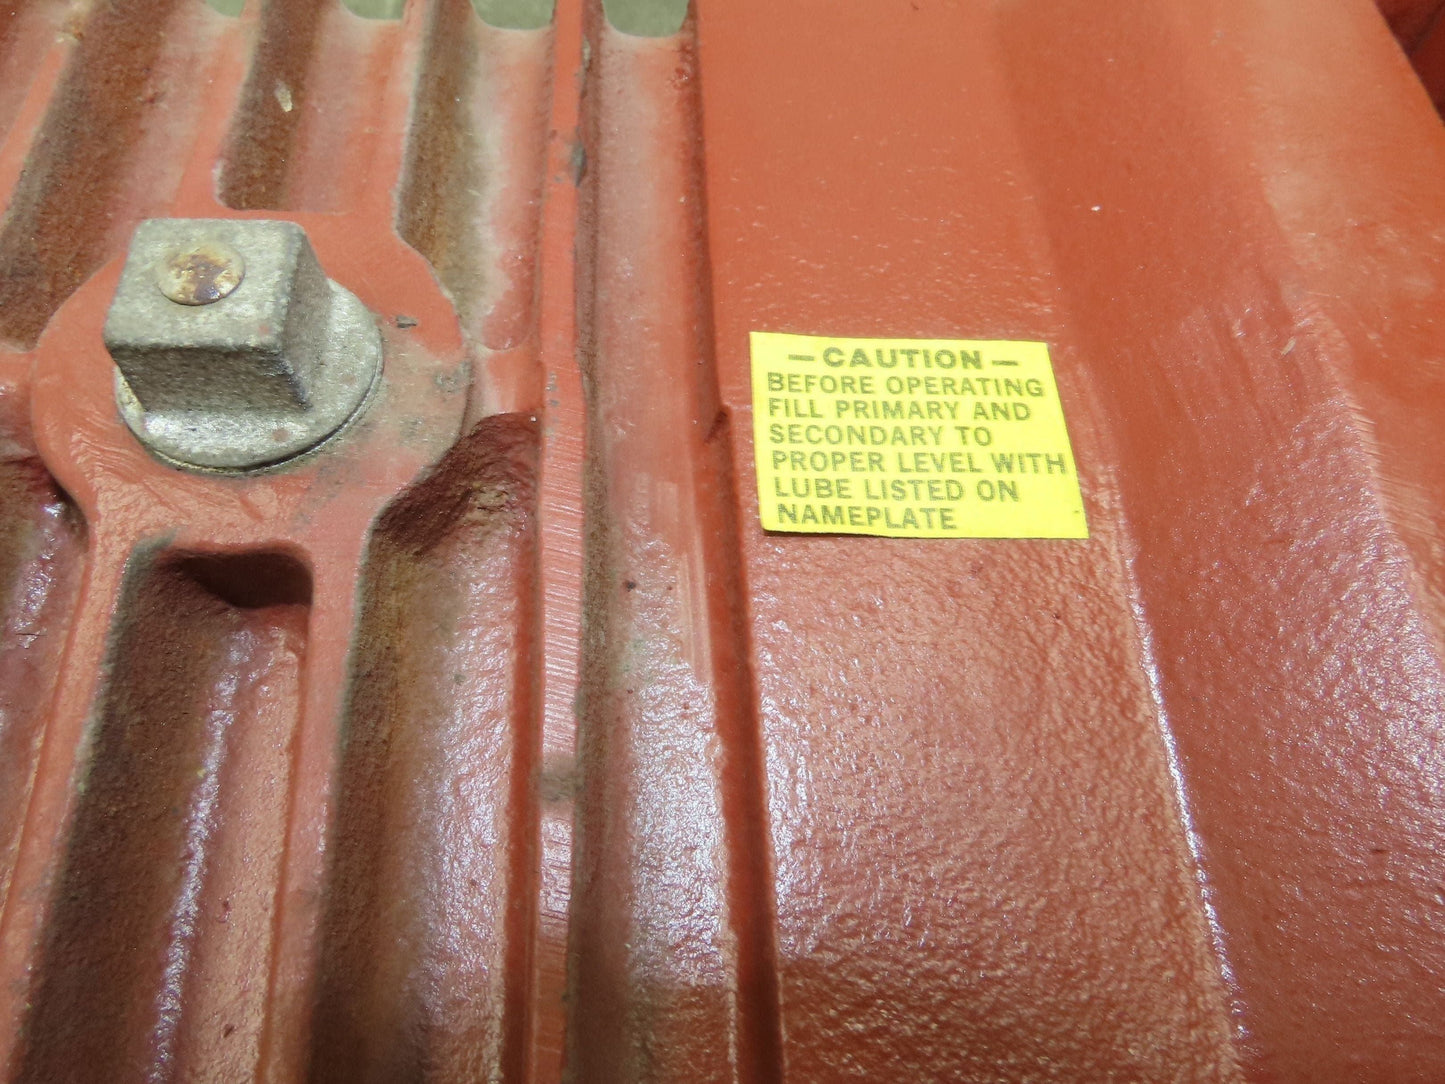 — CAUTION —
BEFORE OPERATING
FILL PRIMARY AND
SECONDARY TO
PROPER LEVEL WITH
LUBE LISTED ON
NAMEPLATE